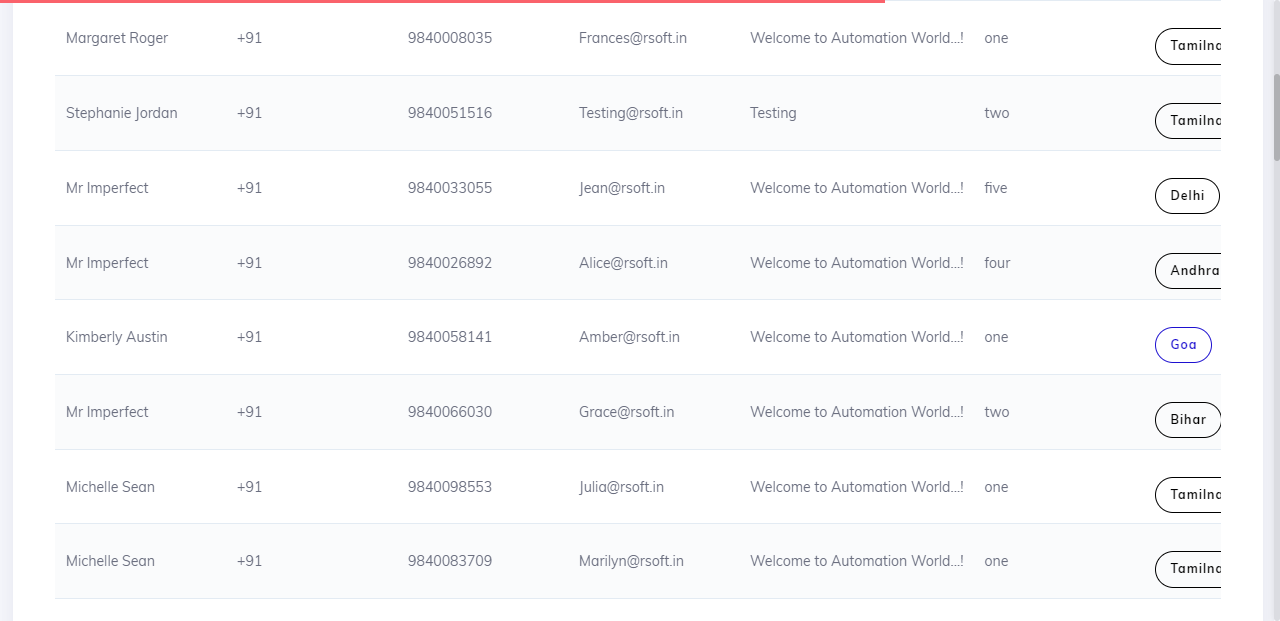 Margaret Roger +91 9840008035 Frances@rsoft.in Welcome to Automation World...! one Tamilna
Stephanie Jordan +91 9840051516 Testing@rsoft.in Testing two Tamilna
Mr Imperfect +91 9840033055 Jean@rsoft.in Welcome to Automation World...! five Delhi
Mr Imperfect +91 9840026892 Alice@rsoft.in Welcome to Automation World...! four Andhra
Kimberly Austin +91 9840058141 Amber@rsoft.in Welcome to Automation World...! one Goa
Mr Imperfect +91 9840066030 Grace@rsoft.in Welcome to Automation World...! two Bihar
Michelle Sean +91 9840098553 Julia@rsoft.in Welcome to Automation World...! one Tamilna
Michelle Sean +91 9840083709 Marilyn@rsoft.in Welcome to Automation World...! one Tamilna